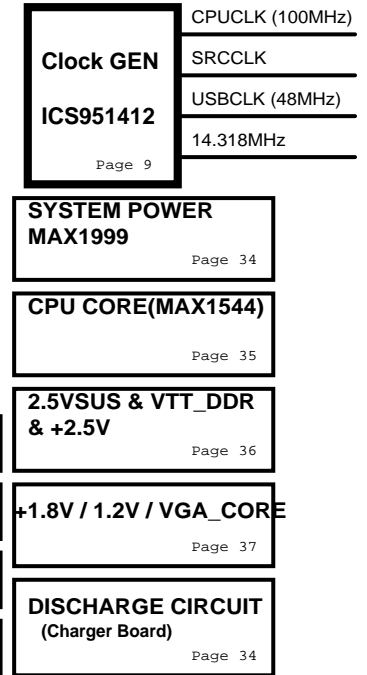 CPUCLK (100MHz)
Clock GEN
SRCCLK
USBCLK (48MHz)
ICS951412
14.318MHz
Page 9
SYSTEM POWER
MAX1999
Page 34
CPU CORE(MAX1544)
Page 35
2.5VSUS & VTT_DDR
& +2.5V
Page 36
+1.8V / 1.2V / VGA_CORE
Page 37
DISCHARGE CIRCUIT
(Charger Board)
Page 34